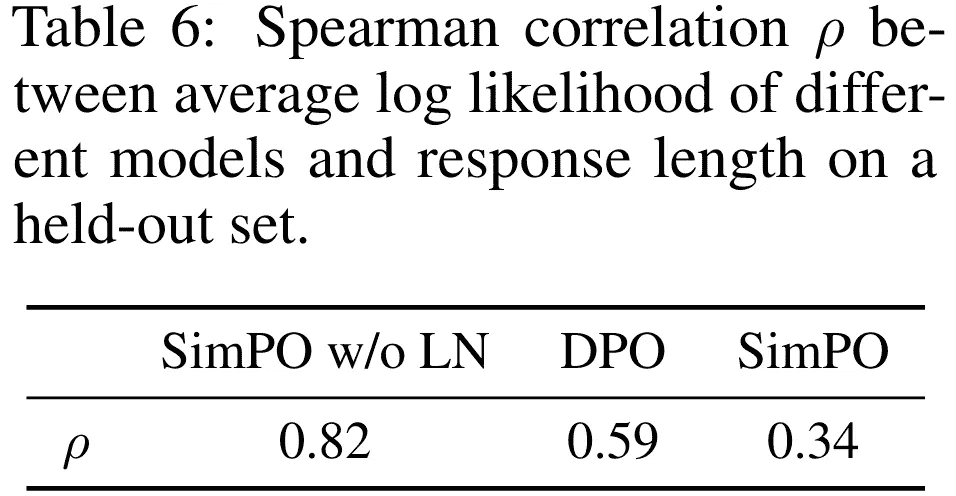 Table 6: Spearman correlation ρ be-
tween average log likelihood of differ-
ent models and response length on a
held-out set.
SimPO w/o LN DPO SimPO
ρ 0.82 0.59 0.34